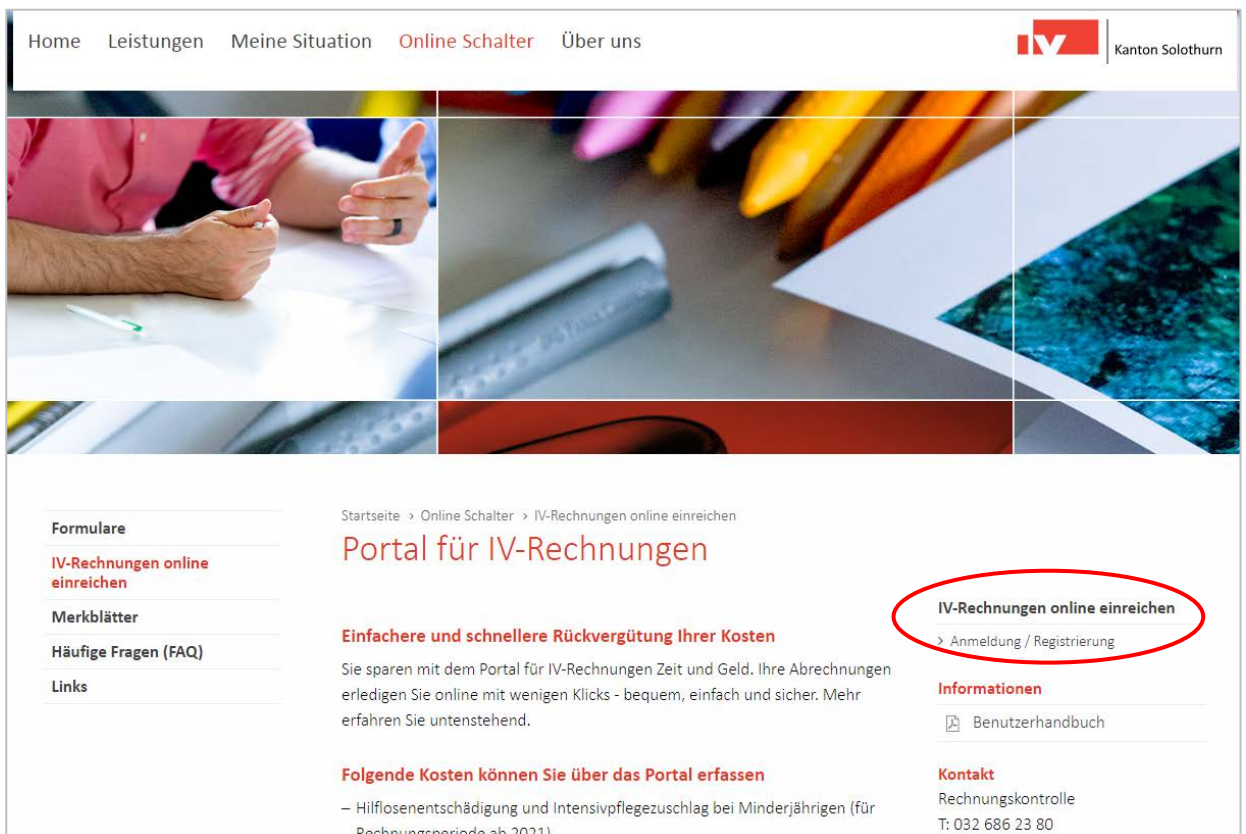 Home Leistungen Meine Situation Online Schalter Über uns
IV Kanton Solothurn
Formulare
IV-Rechnungen online
einreichen
Merkblätter
Häufige Fragen (FAQ)
Links
Startseite > Online Schalter > IV-Rechnungen online einreichen
Portal für IV-Rechnungen
Einfachere und schnellere Rückvergütung Ihrer Kosten
Sie sparen mit dem Portal für IV-Rechnungen Zeit und Geld. Ihre Abrechnungen
erledigen Sie online mit wenigen Klicks - bequem, einfach und sicher. Mehr
erfahren Sie untenstehend.
Folgende Kosten können Sie über das Portal erfassen
– Hilflosenentschädigung und Intensivpflegezuschlag bei Minderjährigen (für
Rechnungsperiode ab 2021)
IV-Rechnungen online einreichen
> Anmeldung / Registrierung
Informationen
Benutzerhandbuch
Kontakt
Rechnungskontrolle
T: 032 686 23 80